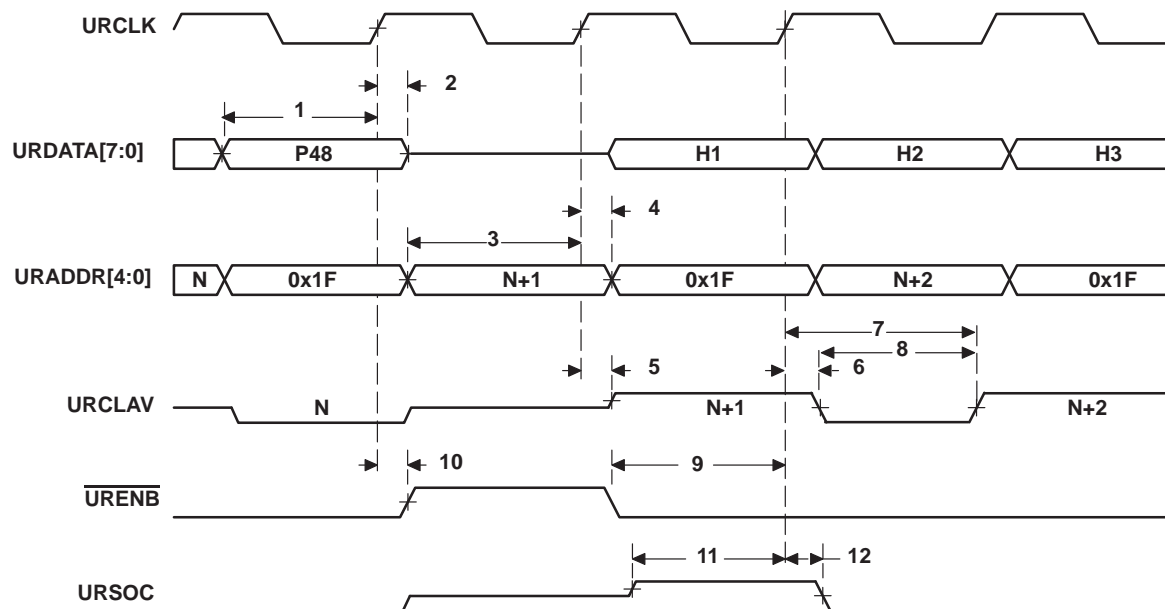 URCLK
2
1
URDATA[7:0] P48 H1 H2 H3
4
3
URADDR[4:0] N 0x1F N+1 0x1F N+2 0x1F
7
8
5 6
URCLAV N N+1 N+2
10 9
URENB
11 12
URSOC